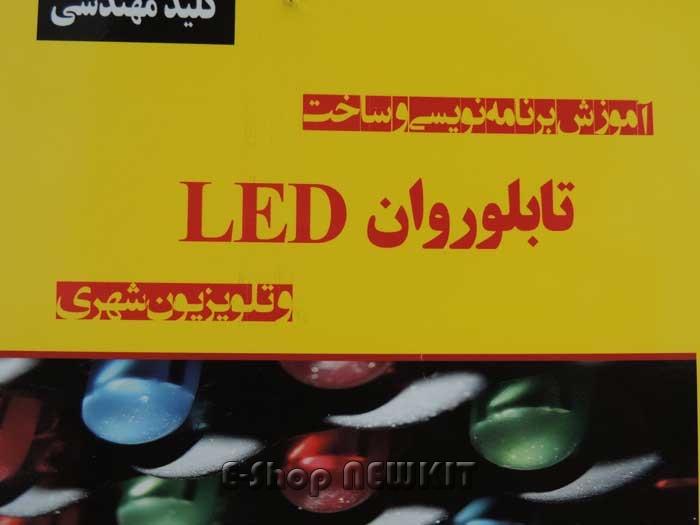 کلید مهندسی
آموزش برنامه نویسی و ساخت
تابلوروان LED
و تلویزیون شهری
E-Shop NEWKIT